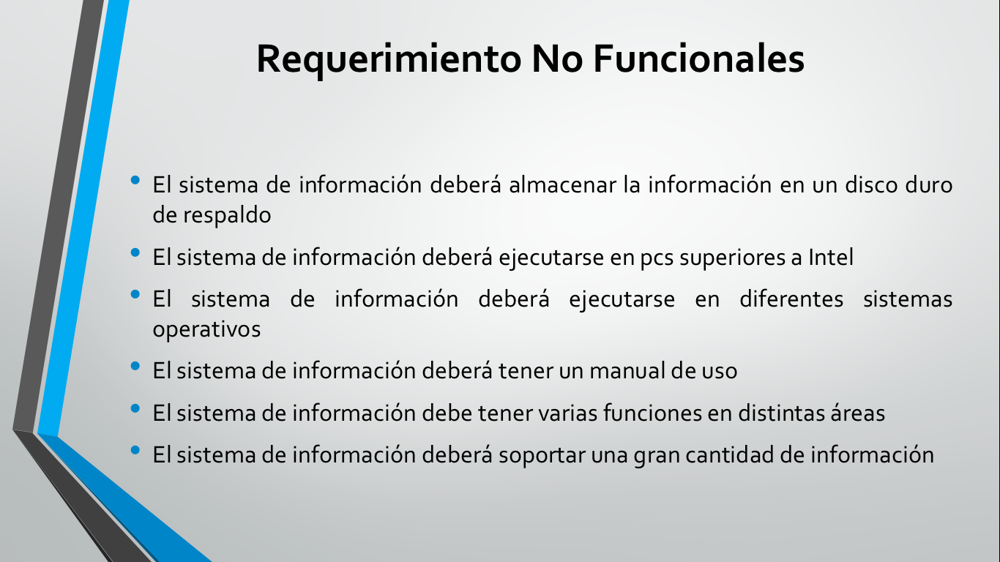 Requerimiento No Funcionales
• El sistema de información deberá almacenar la información en un disco duro
de respaldo
• El sistema de información deberá ejecutarse en pcs superiores a Intel
• El sistema de información deberá ejecutarse en diferentes sistemas
operativos
• El sistema de información deberá tener un manual de uso
• El sistema de información debe tener varias funciones en distintas áreas
• El sistema de información deberá soportar una gran cantidad de información